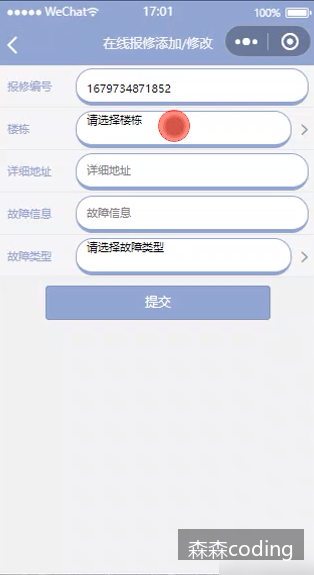 WeChat 17:01 100%
在线报修添加/修改
报修编号 1679734871852
楼栋 请选择楼栋
详细地址 详细地址
故障信息 故障信息
故障类型 请选择故障类型
提交
森森coding